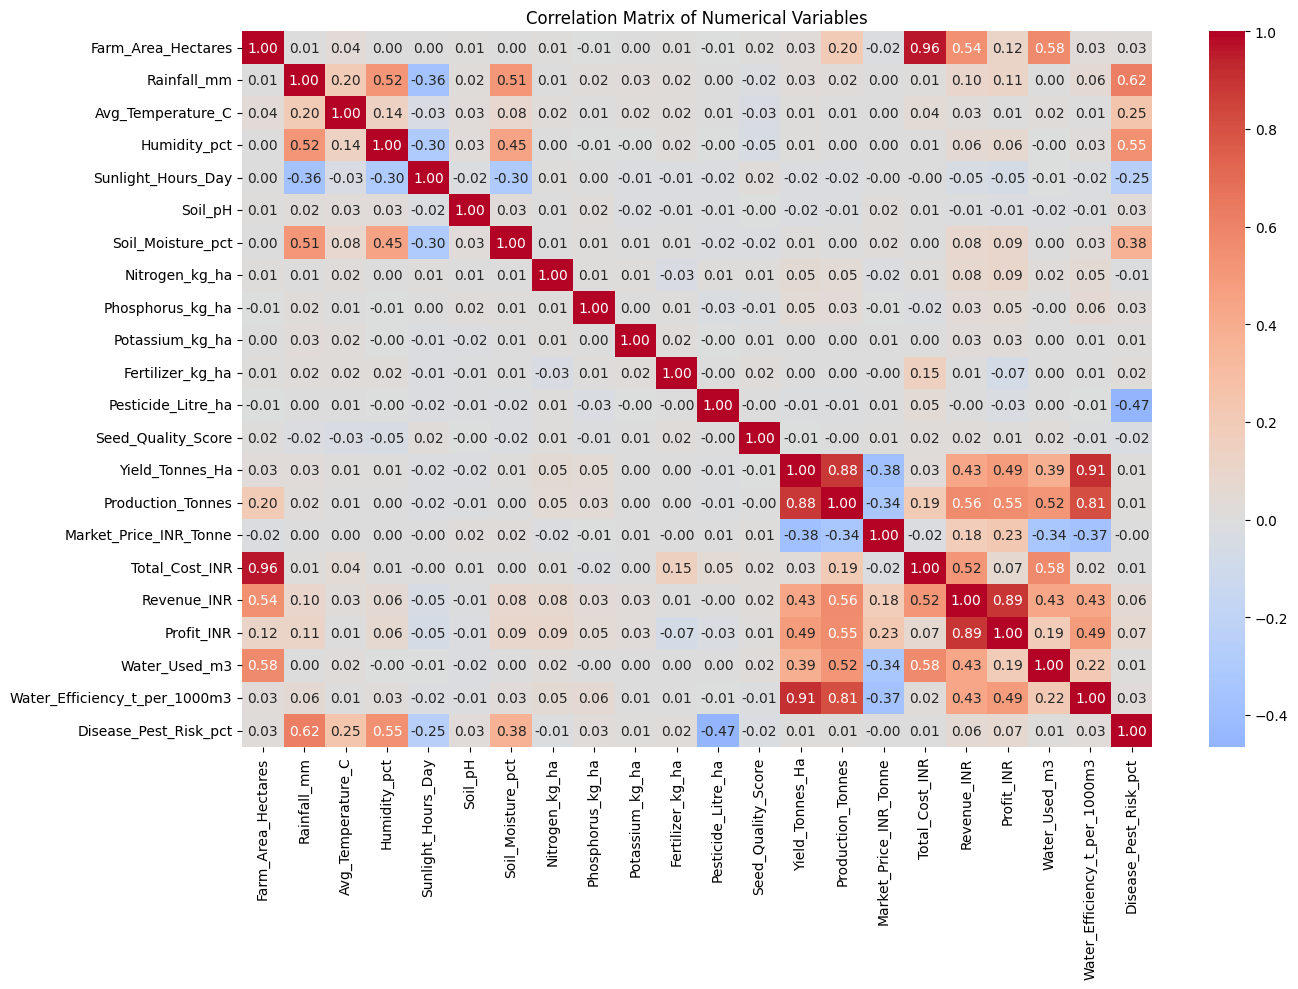 Correlation Matrix of Numerical Variables
Farm_Area_Hectares 1.00 0.01 0.04 0.00 0.00 0.01 0.00 0.01 -0.01 0.00 0.01 -0.01 0.02 0.03 0.20 -0.02 0.96 0.54 0.12 0.58 0.03 0.03
Rainfall_mm 0.01 1.00 0.20 0.52 -0.36 0.02 0.51 0.01 0.02 0.03 0.02 0.00 -0.02 0.03 0.02 0.00 0.01 0.10 0.11 0.00 0.06 0.62
Avg_Temperature_C 0.04 0.20 1.00 0.14 -0.03 0.03 0.08 0.02 0.01 0.02 0.02 0.01 -0.03 0.01 0.01 0.00 0.04 0.03 0.01 0.02 0.01 0.25
Humidity_pct 0.00 0.52 0.14 1.00 -0.30 0.03 0.45 0.00 -0.01 -0.00 0.02 -0.00 -0.05 0.01 0.00 0.00 0.01 0.06 0.06 -0.00 0.03 0.55
Sunlight_Hours_Day 0.00 -0.36 -0.03 -0.30 1.00 -0.02 -0.30 0.01 0.00 -0.01 -0.01 -0.02 0.02 -0.02 -0.02 -0.00 -0.00 -0.05 -0.05 -0.01 -0.02 -0.25
Soil_pH 0.01 0.02 0.03 0.03 -0.02 1.00 0.03 0.01 0.02 -0.02 -0.01 -0.01 -0.00 -0.02 -0.01 0.02 0.01 -0.01 -0.01 -0.02 -0.01 0.03
Soil_Moisture_pct 0.00 0.51 0.08 0.45 -0.30 0.03 1.00 0.01 0.01 0.01 0.01 -0.02 -0.02 0.01 0.00 0.02 0.00 0.08 0.09 0.00 0.03 0.38
Nitrogen_kg_ha 0.01 0.01 0.02 0.00 0.01 0.01 0.01 1.00 0.01 0.01 -0.03 0.01 0.01 0.05 0.05 -0.02 0.01 0.08 0.09 0.02 0.05 -0.01
Phosphorus_kg_ha -0.01 0.02 0.01 -0.01 0.00 0.02 0.01 0.01 1.00 0.00 0.01 -0.03 -0.01 0.05 0.03 -0.01 -0.02 0.03 0.05 -0.00 0.06 0.03
Potassium_kg_ha 0.00 0.03 0.02 -0.00 -0.01 -0.02 0.01 0.01 0.00 1.00 0.02 -0.00 0.01 0.00 0.00 0.01 0.00 0.03 0.03 0.00 0.01 0.01
Fertilizer_kg_ha 0.01 0.02 0.02 0.02 -0.01 -0.01 0.01 -0.03 0.01 0.02 1.00 -0.00 0.02 0.00 0.00 -0.00 0.15 0.01 -0.07 0.00 0.01 0.02
Pesticide_Litre_ha -0.01 0.00 0.01 -0.00 -0.02 -0.01 -0.02 0.01 -0.03 -0.00 -0.00 1.00 -0.00 -0.01 -0.01 0.01 0.05 -0.00 -0.03 0.00 -0.01 -0.47
Seed_Quality_Score 0.02 -0.02 -0.03 -0.05 0.02 -0.00 -0.02 0.01 -0.01 0.01 0.02 -0.00 1.00 -0.01 -0.00 0.01 0.02 0.02 0.01 0.02 -0.01 -0.02
Yield_Tonnes_Ha 0.03 0.03 0.01 0.01 -0.02 -0.02 0.01 0.05 0.05 0.00 0.00 -0.01 -0.01 1.00 0.88 -0.38 0.03 0.43 0.49 0.39 0.91 0.01
Production_Tonnes 0.20 0.02 0.01 0.00 -0.02 -0.01 0.00 0.05 0.03 0.00 0.00 -0.01 -0.00 0.88 1.00 -0.34 0.19 0.56 0.55 0.52 0.81 0.01
Market_Price_INR_Tonne -0.02 0.00 0.00 0.00 -0.00 0.02 0.02 -0.02 -0.01 0.01 -0.00 0.01 0.01 -0.38 -0.34 1.00 -0.02 0.18 0.23 -0.34 -0.37 -0.00
Total_Cost_INR 0.96 0.01 0.04 0.01 -0.00 0.01 0.00 0.01 -0.02 0.00 0.15 0.05 0.02 0.03 0.19 -0.02 1.00 0.52 0.07 0.58 0.02 0.01
Revenue_INR 0.54 0.10 0.03 0.06 -0.05 -0.01 0.08 0.08 0.03 0.03 0.01 -0.00 0.02 0.43 0.56 0.18 0.52 1.00 0.89 0.43 0.43 0.06
Profit_INR 0.12 0.11 0.01 0.06 -0.05 -0.01 0.09 0.09 0.05 0.03 -0.07 -0.03 0.01 0.49 0.55 0.23 0.07 0.89 1.00 0.19 0.49 0.07
Water_Used_m3 0.58 0.00 0.02 -0.00 -0.01 -0.02 0.00 0.02 -0.00 0.00 0.00 0.00 0.02 0.39 0.52 -0.34 0.58 0.43 0.19 1.00 0.22 0.01
Water_Efficiency_t_per_1000m3 0.03 0.06 0.01 0.03 -0.02 -0.01 0.03 0.05 0.06 0.01 0.01 -0.01 -0.01 0.91 0.81 -0.37 0.02 0.43 0.49 0.22 1.00 0.03
Disease_Pest_Risk_pct 0.03 0.62 0.25 0.55 -0.25 0.03 0.38 -0.01 0.03 0.01 0.02 -0.47 -0.02 0.01 0.01 -0.00 0.01 0.06 0.07 0.01 0.03 1.00
Farm_Area_Hectares
Rainfall_mm
Avg_Temperature_C
Humidity_pct
Sunlight_Hours_Day
Soil_pH
Soil_Moisture_pct
Nitrogen_kg_ha
Phosphorus_kg_ha
Potassium_kg_ha
Fertilizer_kg_ha
Pesticide_Litre_ha
Seed_Quality_Score
Yield_Tonnes_Ha
Production_Tonnes
Market_Price_INR_Tonne
Total_Cost_INR
Revenue_INR
Profit_INR
Water_Used_m3
Water_Efficiency_t_per_1000m3
Disease_Pest_Risk_pct
1.0
0.8
0.6
0.4
0.2
0.0
−0.2
−0.4